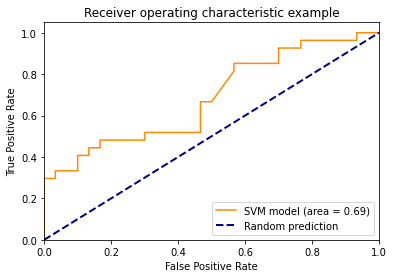 Receiver operating characteristic example
True Positive Rate
1.0
0.8
0.6
0.4
0.2
0.0
SVM model (area = 0.69)
Random prediction
0.0 0.2 0.4 0.6 0.8 1.0
False Positive Rate